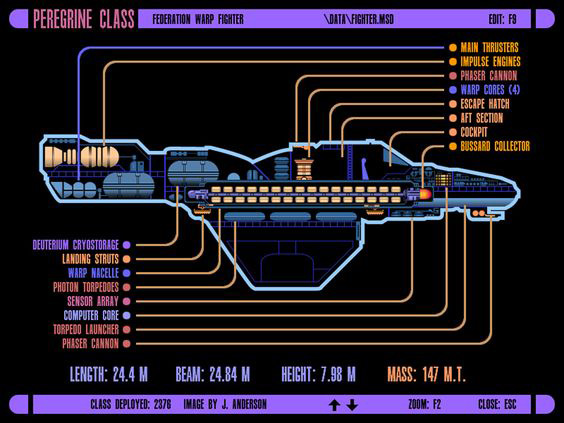 PEREGRINE CLASS
FEDERATION WARP FIGHTER
\DATA\FIGHTER.MSD
EDIT: F9
MAIN THRUSTERS
IMPULSE ENGINES
PHASER CANNON
WARP CORES (4)
ESCAPE HATCH
AFT SECTION
COCKPIT
BUSSARD COLLECTOR
DEUTERIUM CRYOSTORAGE
LANDING STRUTS
WARP NACELLE
PHOTON TORPEDOES
SENSOR ARRAY
COMPUTER CORE
TORPEDO LAUNCHER
PHASER CANNON
LENGTH: 24.4 M
BEAM: 24.84 M
HEIGHT: 7.98 M
MASS: 147 M.T.
CLASS DEPLOYED: 2376
IMAGE BY J. ANDERSON
ZOOM: F2
CLOSE: ESC